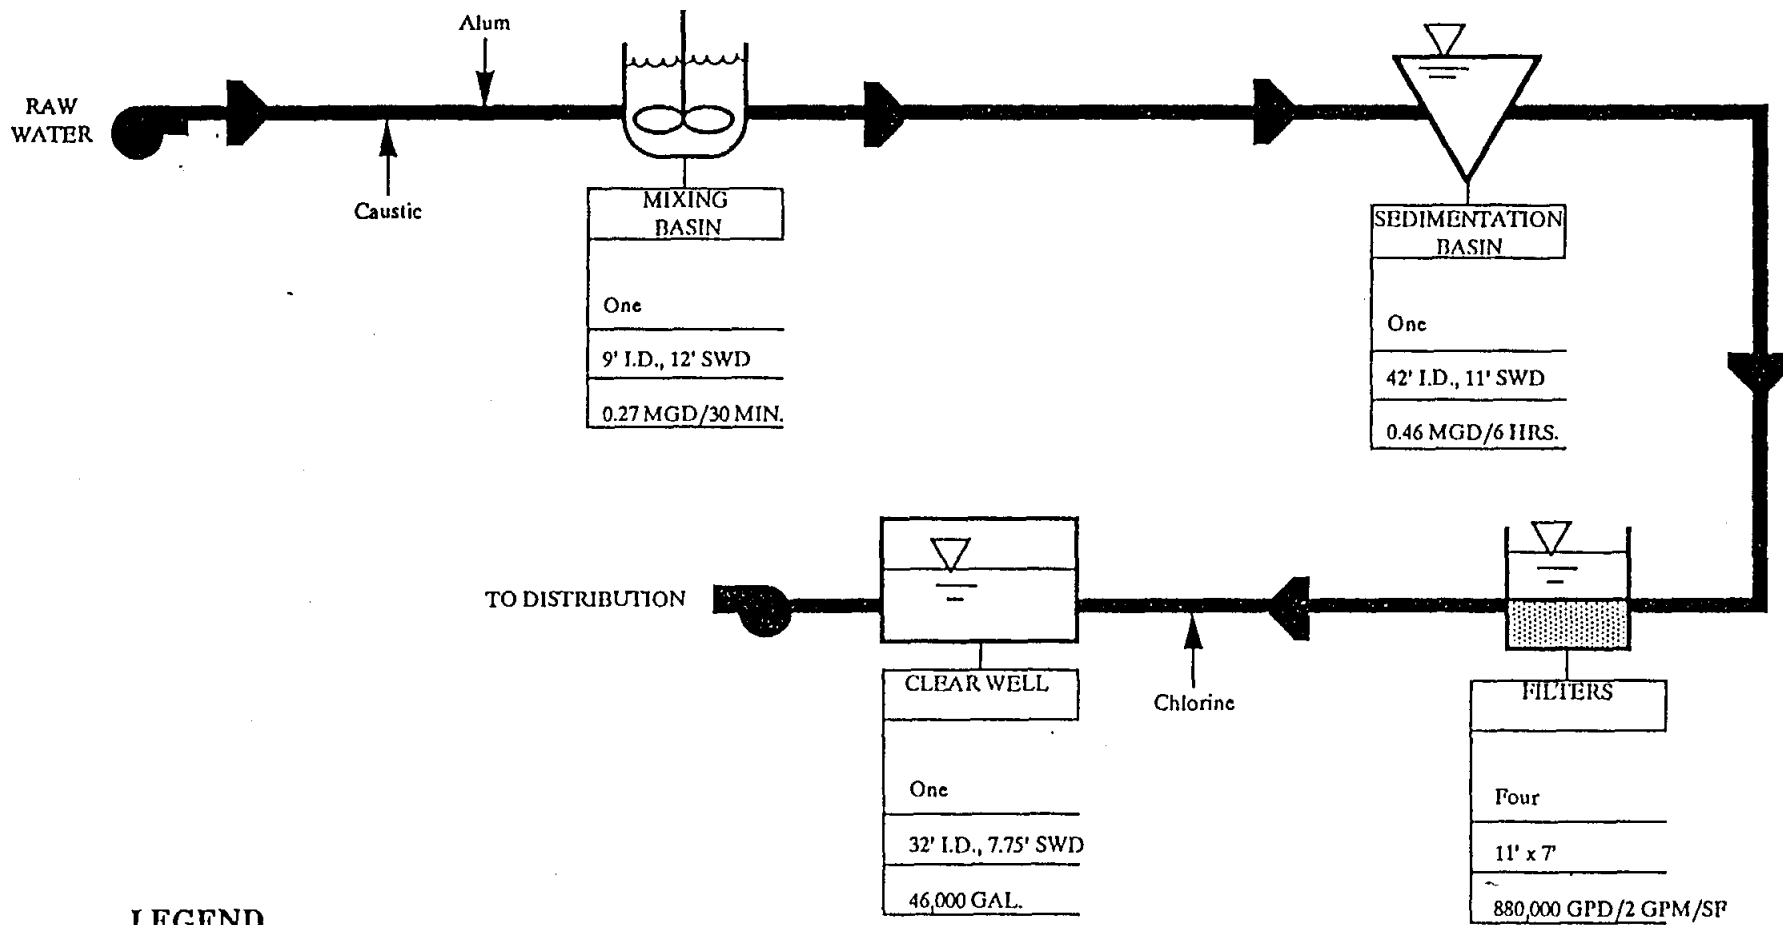 Alum
RAW
WATER
Caustic
MIXING
BASIN
One
9' I.D., 12' SWD
0.27 MGD/30 MIN.
SEDIMENTATION
BASIN
One
42' I.D., 11' SWD
0.46 MGD/6 HRS.
TO DISTRIBUTION
CLEAR WELL
One
32' I.D., 7.75' SWD
46,000 GAL.
Chlorine
FILTERS
Four
11' x 7'
880,000 GPD/2 GPM/SF
LEGEND